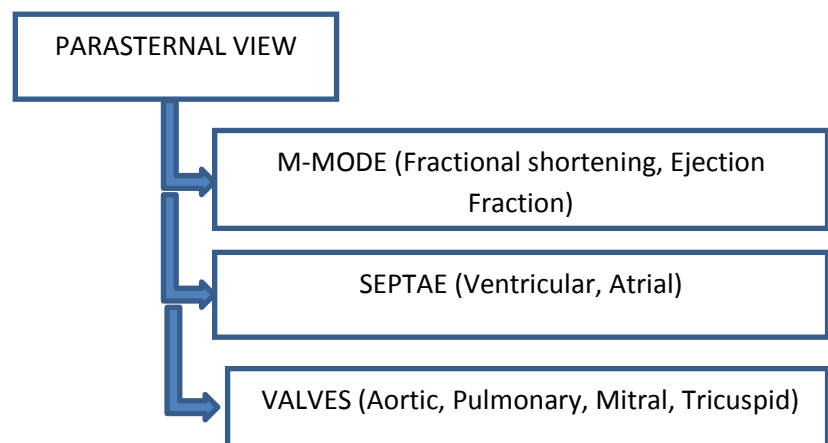 PARASTERNAL VIEW
M-MODE (Fractional shortening, Ejection
Fraction)
SEPTAE (Ventricular, Atrial)
VALVES (Aortic, Pulmonary, Mitral, Tricuspid)